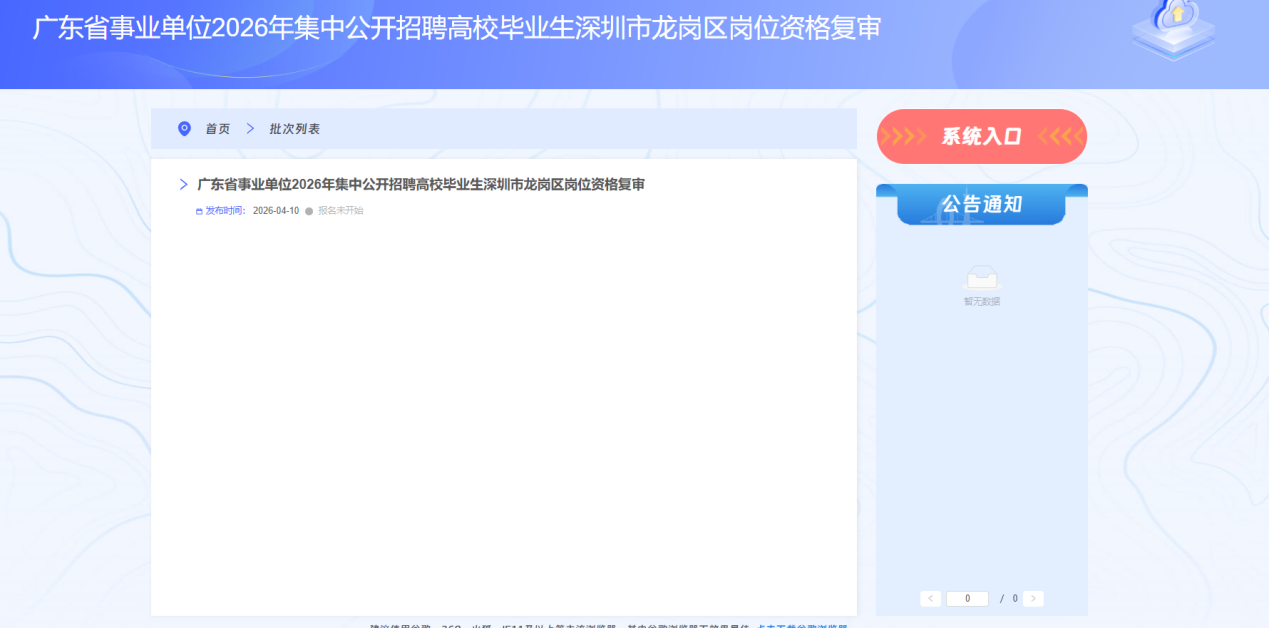 广东省事业单位2026年集中公开招聘高校毕业生深圳市龙岗区岗位资格复审
首页 > 批次列表
系统入口
广东省事业单位2026年集中公开招聘高校毕业生深圳市龙岗区岗位资格复审
发布时间: 2026-04-10 报名未开始
公告通知
暂无数据
< 0 / 0 >